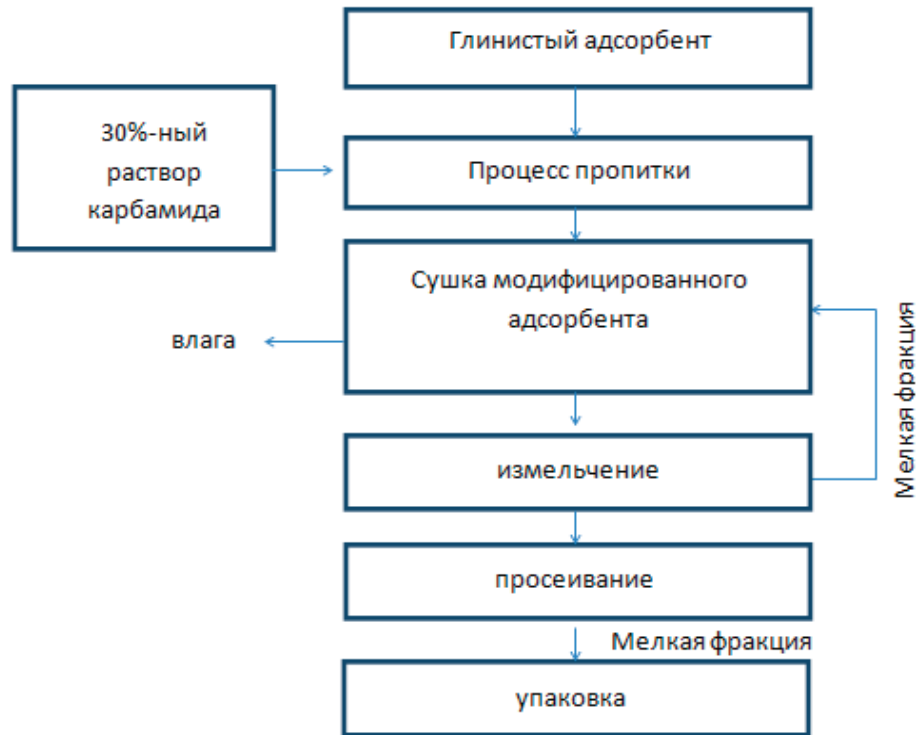 Глинистый адсорбент
30%-ный
раствор
карбамида
Процесс пропитки
Сушка модифицированного
адсорбента
влага
Мелкая фракция
измельчение
просеивание
Мелкая фракция
упаковка